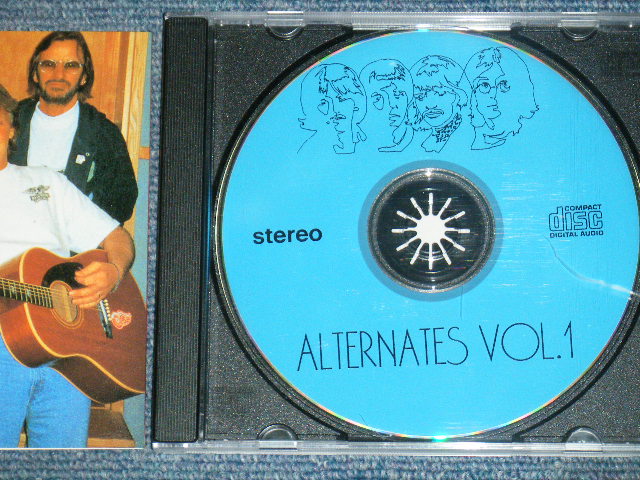 stereo
COMPACT
disc
DIGITAL AUDIO
ALTERNATES VOL.1